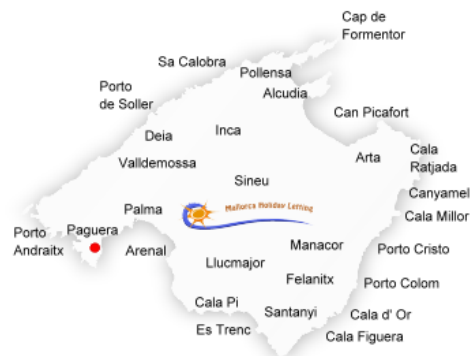 Cap de
Formentor
Sa Calobra
Pollensa
Porto
de Soller
Alcudia
Can Picafort
Inca
Deia
Cala
Ratjada
Arta
Valldemossa
Sineu
Canyamel
Palma
Mallorca Holiday Letting
Cala Millor
Porto
Andraitx
Paguera
Arenal
Manacor
Porto Cristo
Llucmajor
Felanitx
Porto Colom
Cala Pi
Santanyi
Cala d' Or
Es Trenc
Cala Figuera